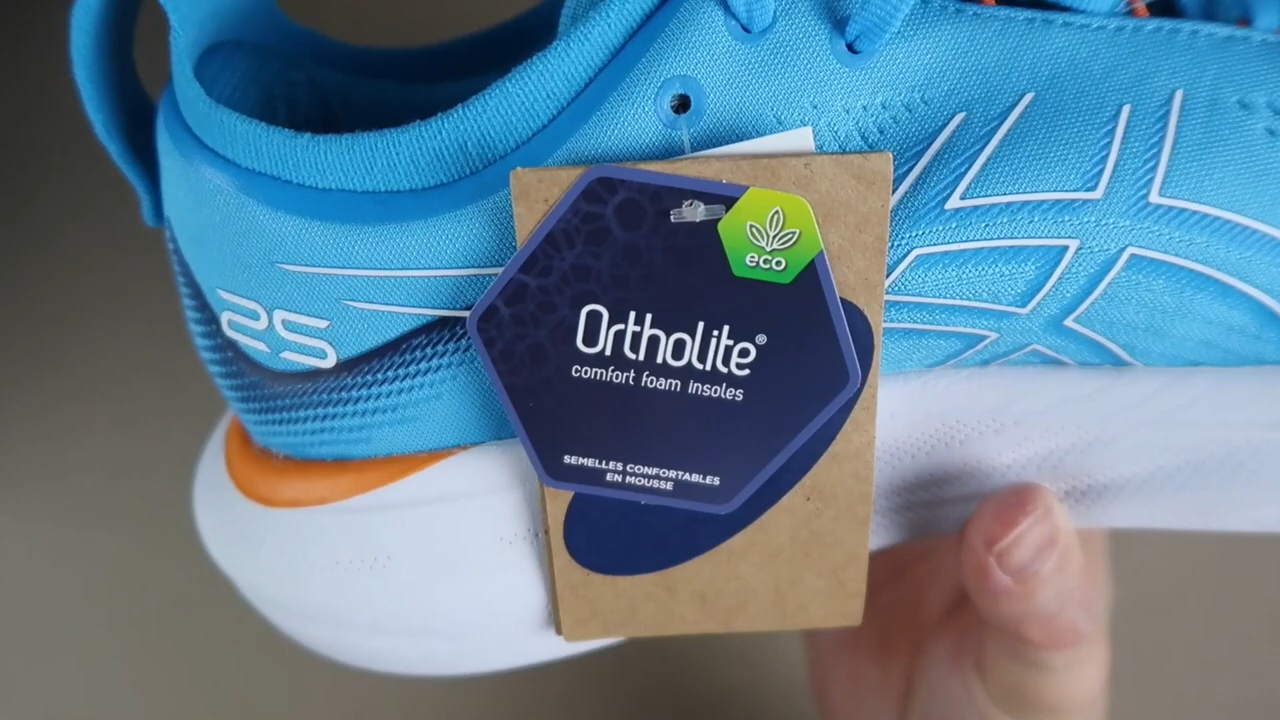 eco
25
Ortholite®
comfort foam insoles
SEMELLES CONFORTABLES
EN MOUSSE